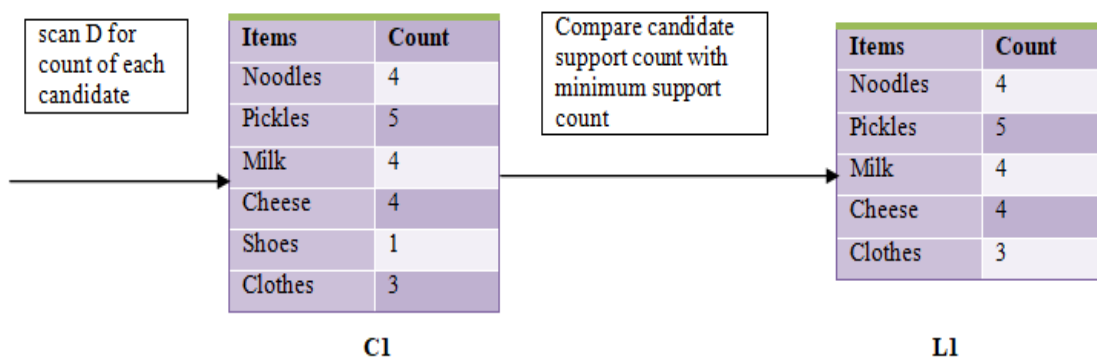 scan D for
count of each
candidate
Items Count
Noodles 4
Pickles 5
Milk 4
Cheese 4
Shoes 1
Clothes 3
C1
Compare candidate
support count with
minimum support
count
Items Count
Noodles 4
Pickles 5
Milk 4
Cheese 4
Clothes 3
L1